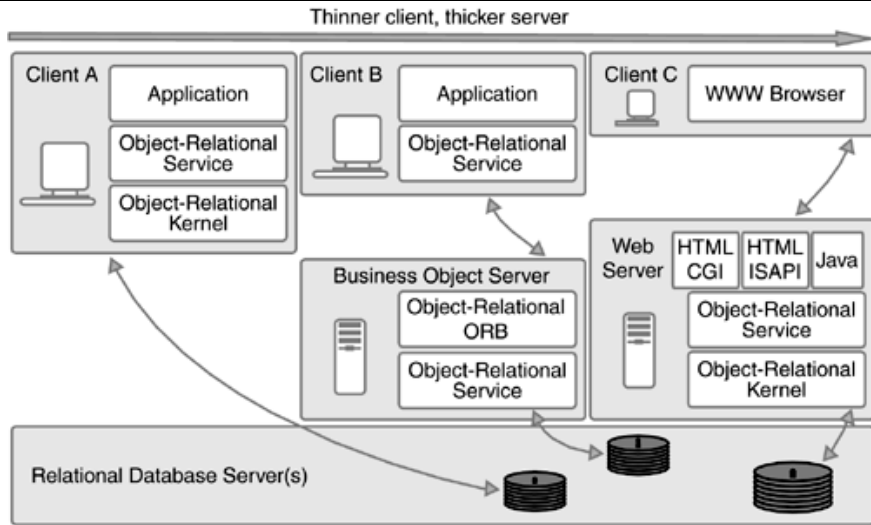 Thinner client, thicker server
Client A
Application
Object-Relational
Service
Object-Relational
Kernel
Client B
Application
Object-Relational
Service
Client C
WWW Browser
Business Object Server
Object-Relational
ORB
Object-Relational
Service
Web
Server
HTML
CGI
HTML
ISAPI
Java
Object-Relational
Service
Object-Relational
Kernel
Relational Database Server(s)